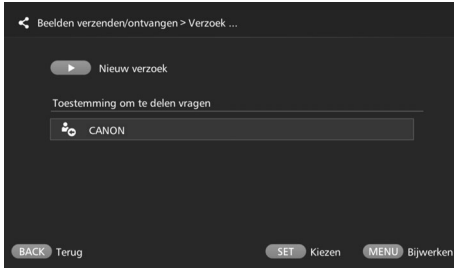 Beelden verzenden/ontvangen > Verzoek ...
Nieuw verzoek
Toestemming om te delen vragen
CANON
BACK Terug SET Kiezen MENU Bijwerken